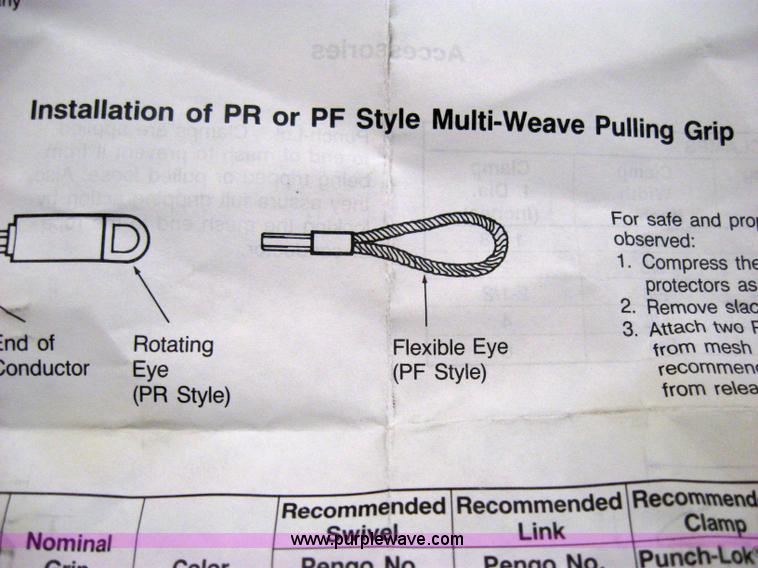 Installation of PR or PF Style Multi-Weave Pulling Grip
Accessories
For safe and prop
observed:
1. Compress the
protectors as
2. Remove slac
3. Attach two P
from mesh
recommend
from relea
End of
Conductor
Rotating
Eye
(PR Style)
Flexible Eye
(PF Style)
Nominal
Grip
Color
Recommended
Swivel
Pengo No.
Recommended
Link
Pengo No.
Recommend
Clamp
Punch-Lok
www.purplewave.com